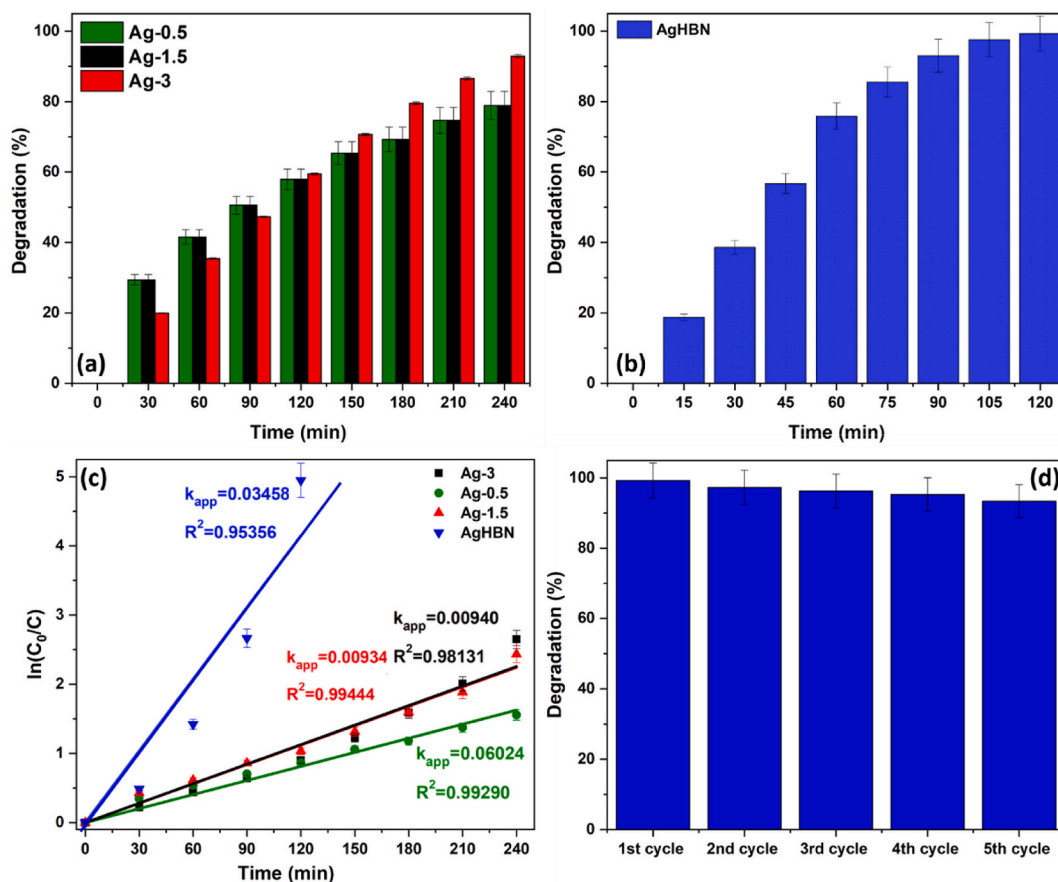 (a)
Ag-0.5
Ag-1.5
Ag-3
Degradation (%)
100
80
60
40
20
0
0 30 60 90 120 150 180 210 240
Time (min)
(b)
AgHBN
Degradation (%)
100
80
60
40
20
0
0 15 30 45 60 75 90 105 120
Time (min)
(c)
Ag-3
Ag-0.5
Ag-1.5
AgHBN
k_app=0.03458
R²=0.95356
k_app=0.00940
R²=0.98131
k_app=0.00934
R²=0.99444
k_app=0.06024
R²=0.99290
ln(C₀/C)
5
4
3
2
1
0
0 30 60 90 120 150 180 210 240
Time (min)
(d)
Degradation (%)
100
80
60
40
20
0
1st cycle 2nd cycle 3rd cycle 4th cycle 5th cycle